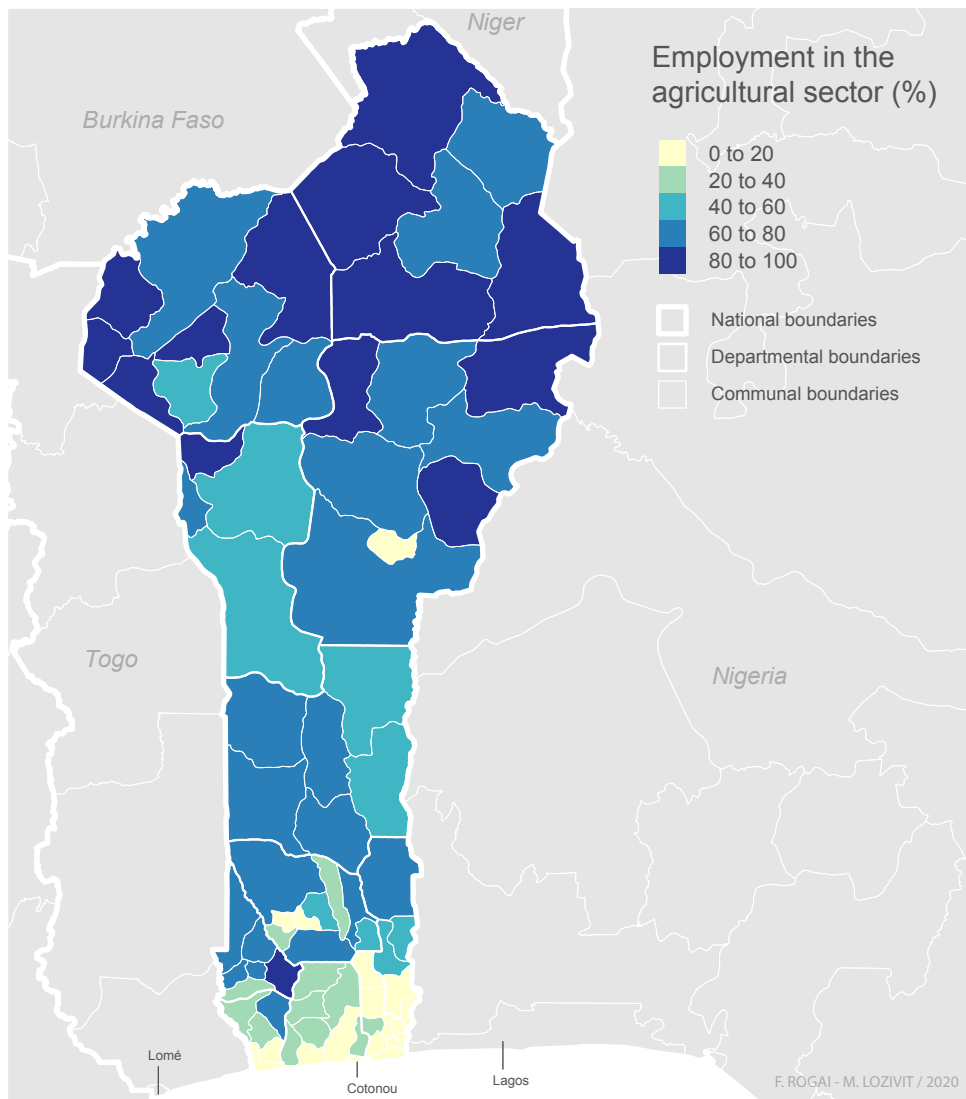 Niger
Burkina Faso
Togo
Nigeria
Employment in the
agricultural sector (%)
0 to 20
20 to 40
40 to 60
60 to 80
80 to 100
National boundaries
Departmental boundaries
Communal boundaries
Lomé
Cotonou
Lagos
F. ROGAI - M. LOZIVIT / 2020